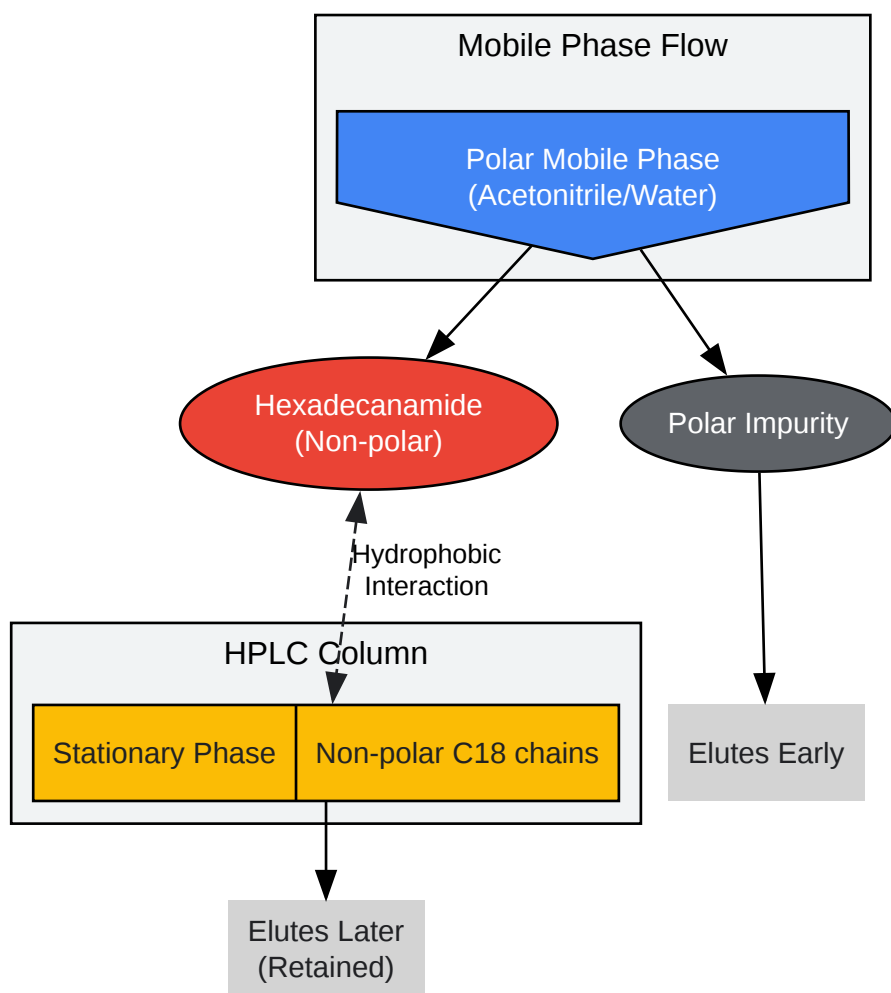 Mobile Phase Flow
Polar Mobile Phase
(Acetonitrile/Water)
Hexadecanamide
(Non-polar)
Polar Impurity
Hydrophobic
Interaction
HPLC Column
Stationary Phase
Non-polar C18 chains
Elutes Early
Elutes Later
(Retained)